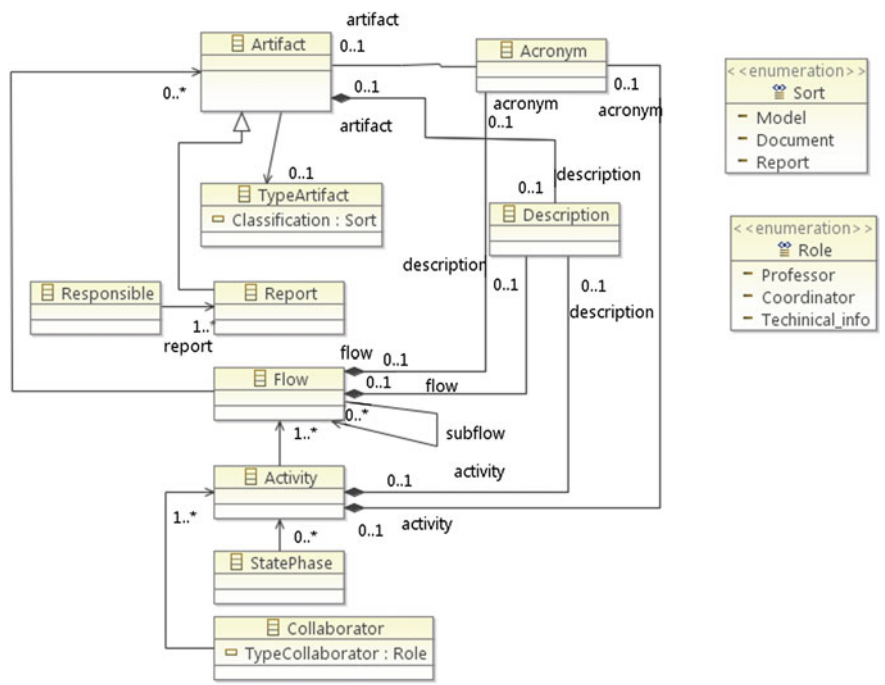 artifact
Artifact
0..1
Acronym
0..1
0..*
0..1
acronym
acronym
artifact
0..1
<<enumeration>>
Sort
Model
Document
Report
0..1
description
TypeArtifact
0..1
Classification : Sort
Description
<<enumeration>>
Role
Professor
Coordinator
Techinical_info
description
Responsible
Report
0..1
0..1
description
1..*
report
flow
0..1
Flow
0..1
flow
0..*
subflow
1..*
Activity
0..1
activity
1..*
0..1
activity
0..*
StatePhase
Collaborator
TypeCollaborator : Role